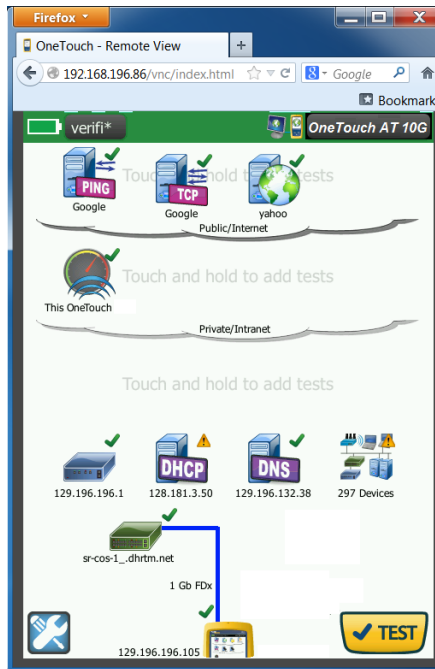 Firefox
OneTouch - Remote View
+
192.168.196.86/vnc/index.html
Google
Bookmark
verifi*
OneTouch AT 10G
Touch and hold to add tests
PING
TCP
Google
Google
yahoo
Public/Internet
Touch and hold to add tests
This OneTouch
Private/Intranet
Touch and hold to add tests
DHCP
DNS
129.196.196.1
128.181.3.50
129.196.132.38
297 Devices
sr-cos-1_.dhrtm.net
1 Gb FDx
129.196.196.105
TEST